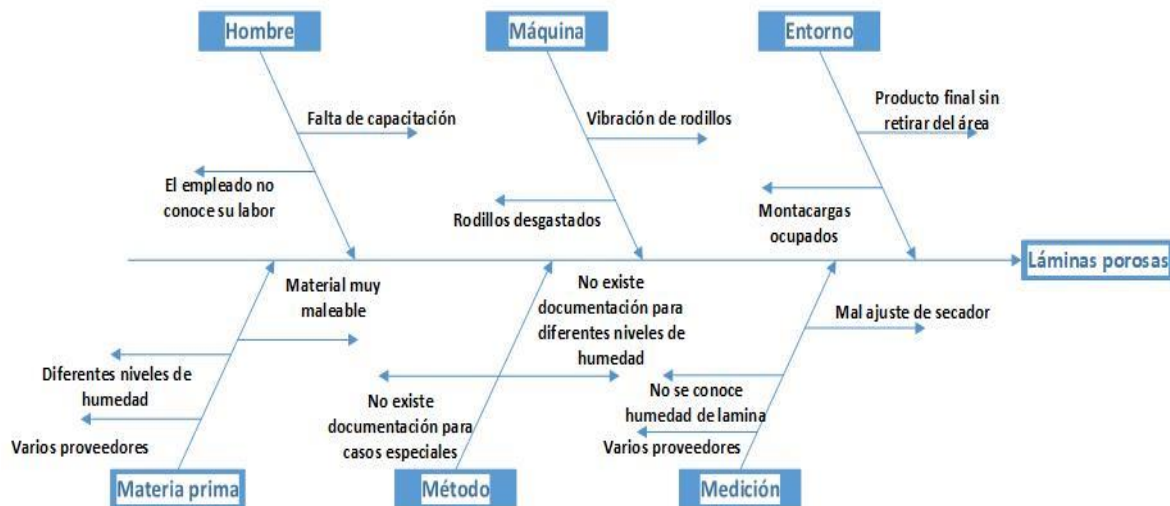 Hombre
Máquina
Entorno
Falta de capacitación
El empleado no
conoce su labor
Vibración de rodillos
Rodillos desgastados
Producto final sin
retirar del área
Montacargas
ocupados
Láminas porosas
Material muy
maleable
Diferentes niveles de
humedad
Varios proveedores
No existe
documentación para
diferentes niveles de
humedad
No existe
documentación para
casos especiales
Mal ajuste de secador
No se conoce
humedad de lamina
Varios proveedores
Materia prima
Método
Medición